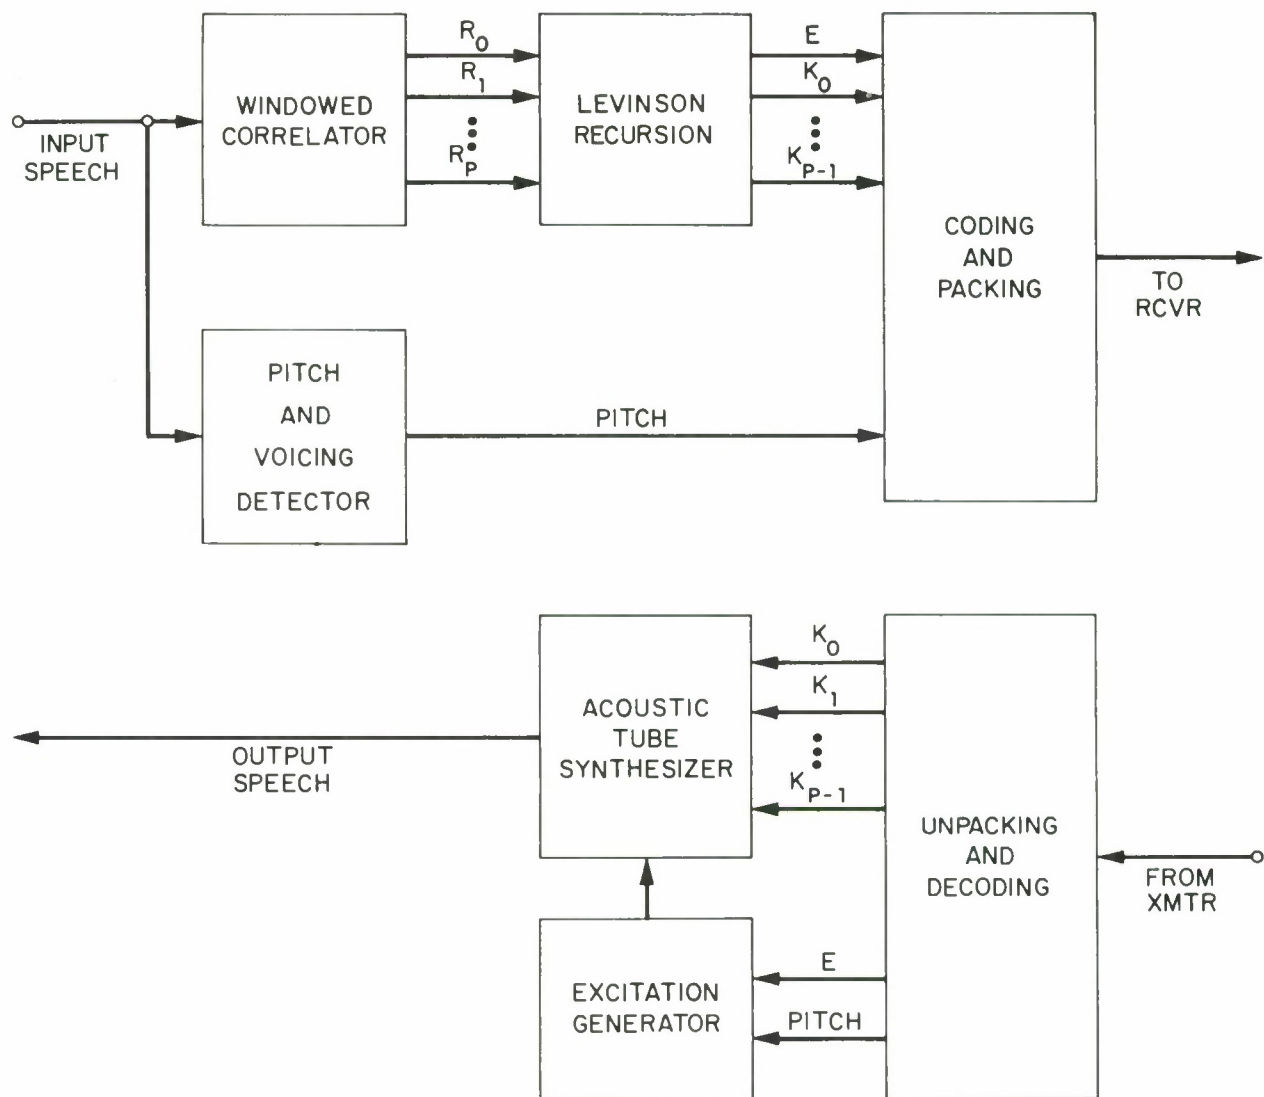 R0
R1
RP
WINDOWED
CORRELATOR
LEVINSON
RECURSION
E
K0
KP-1
INPUT
SPEECH
CODING
AND
PACKING
TO
RCVR
PITCH
AND
VOICING
DETECTOR
PITCH
ACOUSTIC
TUBE
SYNTHESIZER
K0
K1
KP-1
OUTPUT
SPEECH
UNPACKING
AND
DECODING
FROM
XMTR
EXCITATION
GENERATOR
E
PITCH